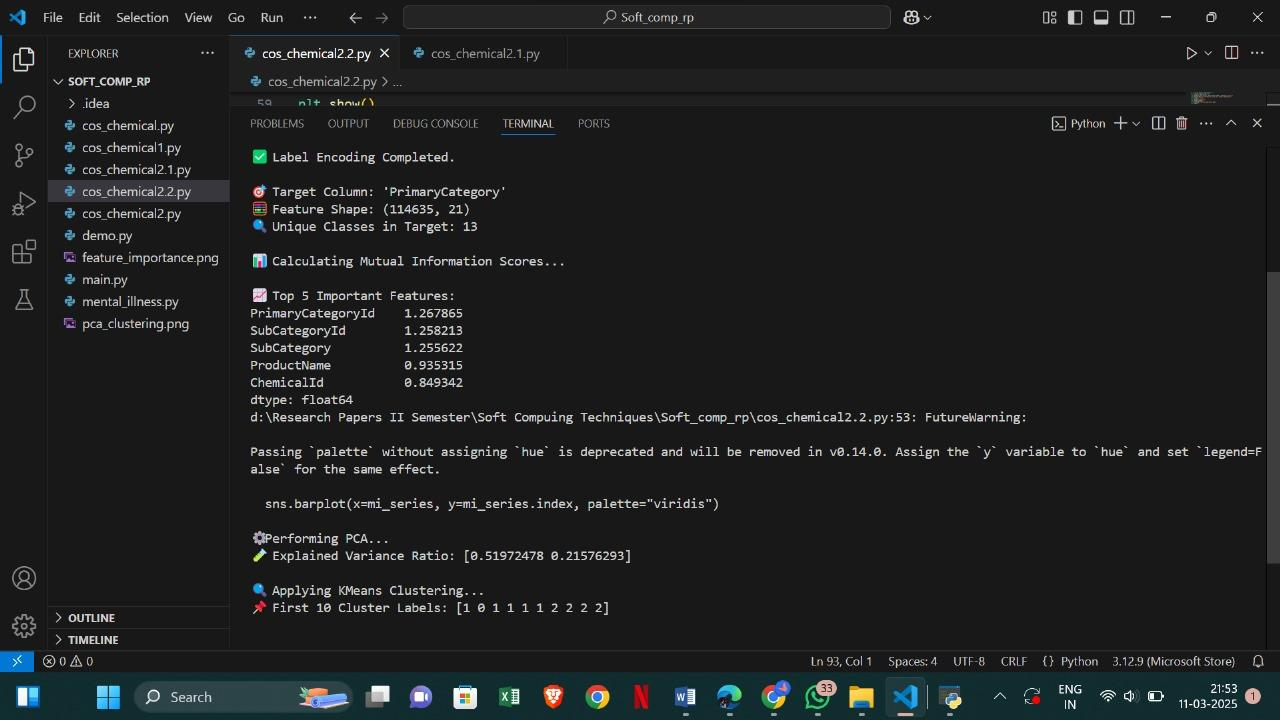 File Edit Selection View Go Run ··· Soft_comp_rp
EXPLORER ···
SOFT_COMP_RP
.idea
cos_chemical.py
cos_chemical1.py
cos_chemical2.1.py
cos_chemical2.2.py
cos_chemical2.py
demo.py
feature_importance.png
main.py
mental_illness.py
pca_clustering.png
OUTLINE
TIMELINE
cos_chemical2.2.py cos_chemical2.1.py
cos_chemical2.2.py > ...
59 plt.show()
PROBLEMS OUTPUT DEBUG CONSOLE TERMINAL PORTS Python
✅ Label Encoding Completed.
🎯 Target Column: 'PrimaryCategory'
🧮 Feature Shape: (114635, 21)
🔍 Unique Classes in Target: 13
📊 Calculating Mutual Information Scores...
📈 Top 5 Important Features:
PrimaryCategoryId 1.267865
SubCategoryId 1.258213
SubCategory 1.255622
ProductName 0.935315
ChemicalId 0.849342
dtype: float64
d:\Research Papers II Semester\Soft Compuing Techniques\Soft_comp_rp\cos_chemical2.2.py:53: FutureWarning:
Passing `palette` without assigning `hue` is deprecated and will be removed in v0.14.0. Assign the `y` variable to `hue` and set `legend=F
alse` for the same effect.
sns.barplot(x=mi_series, y=mi_series.index, palette="viridis")
⚙️Performing PCA...
🧪 Explained Variance Ratio: [0.51972478 0.21576293]
🔍 Applying KMeans Clustering...
📌 First 10 Cluster Labels: [1 0 1 1 1 1 2 2 2 2]
0 0 Ln 93, Col 1 Spaces: 4 UTF-8 CRLF {} Python 3.12.9 (Microsoft Store)
Search 33 ENG 21:53
IN 11-03-2025 1